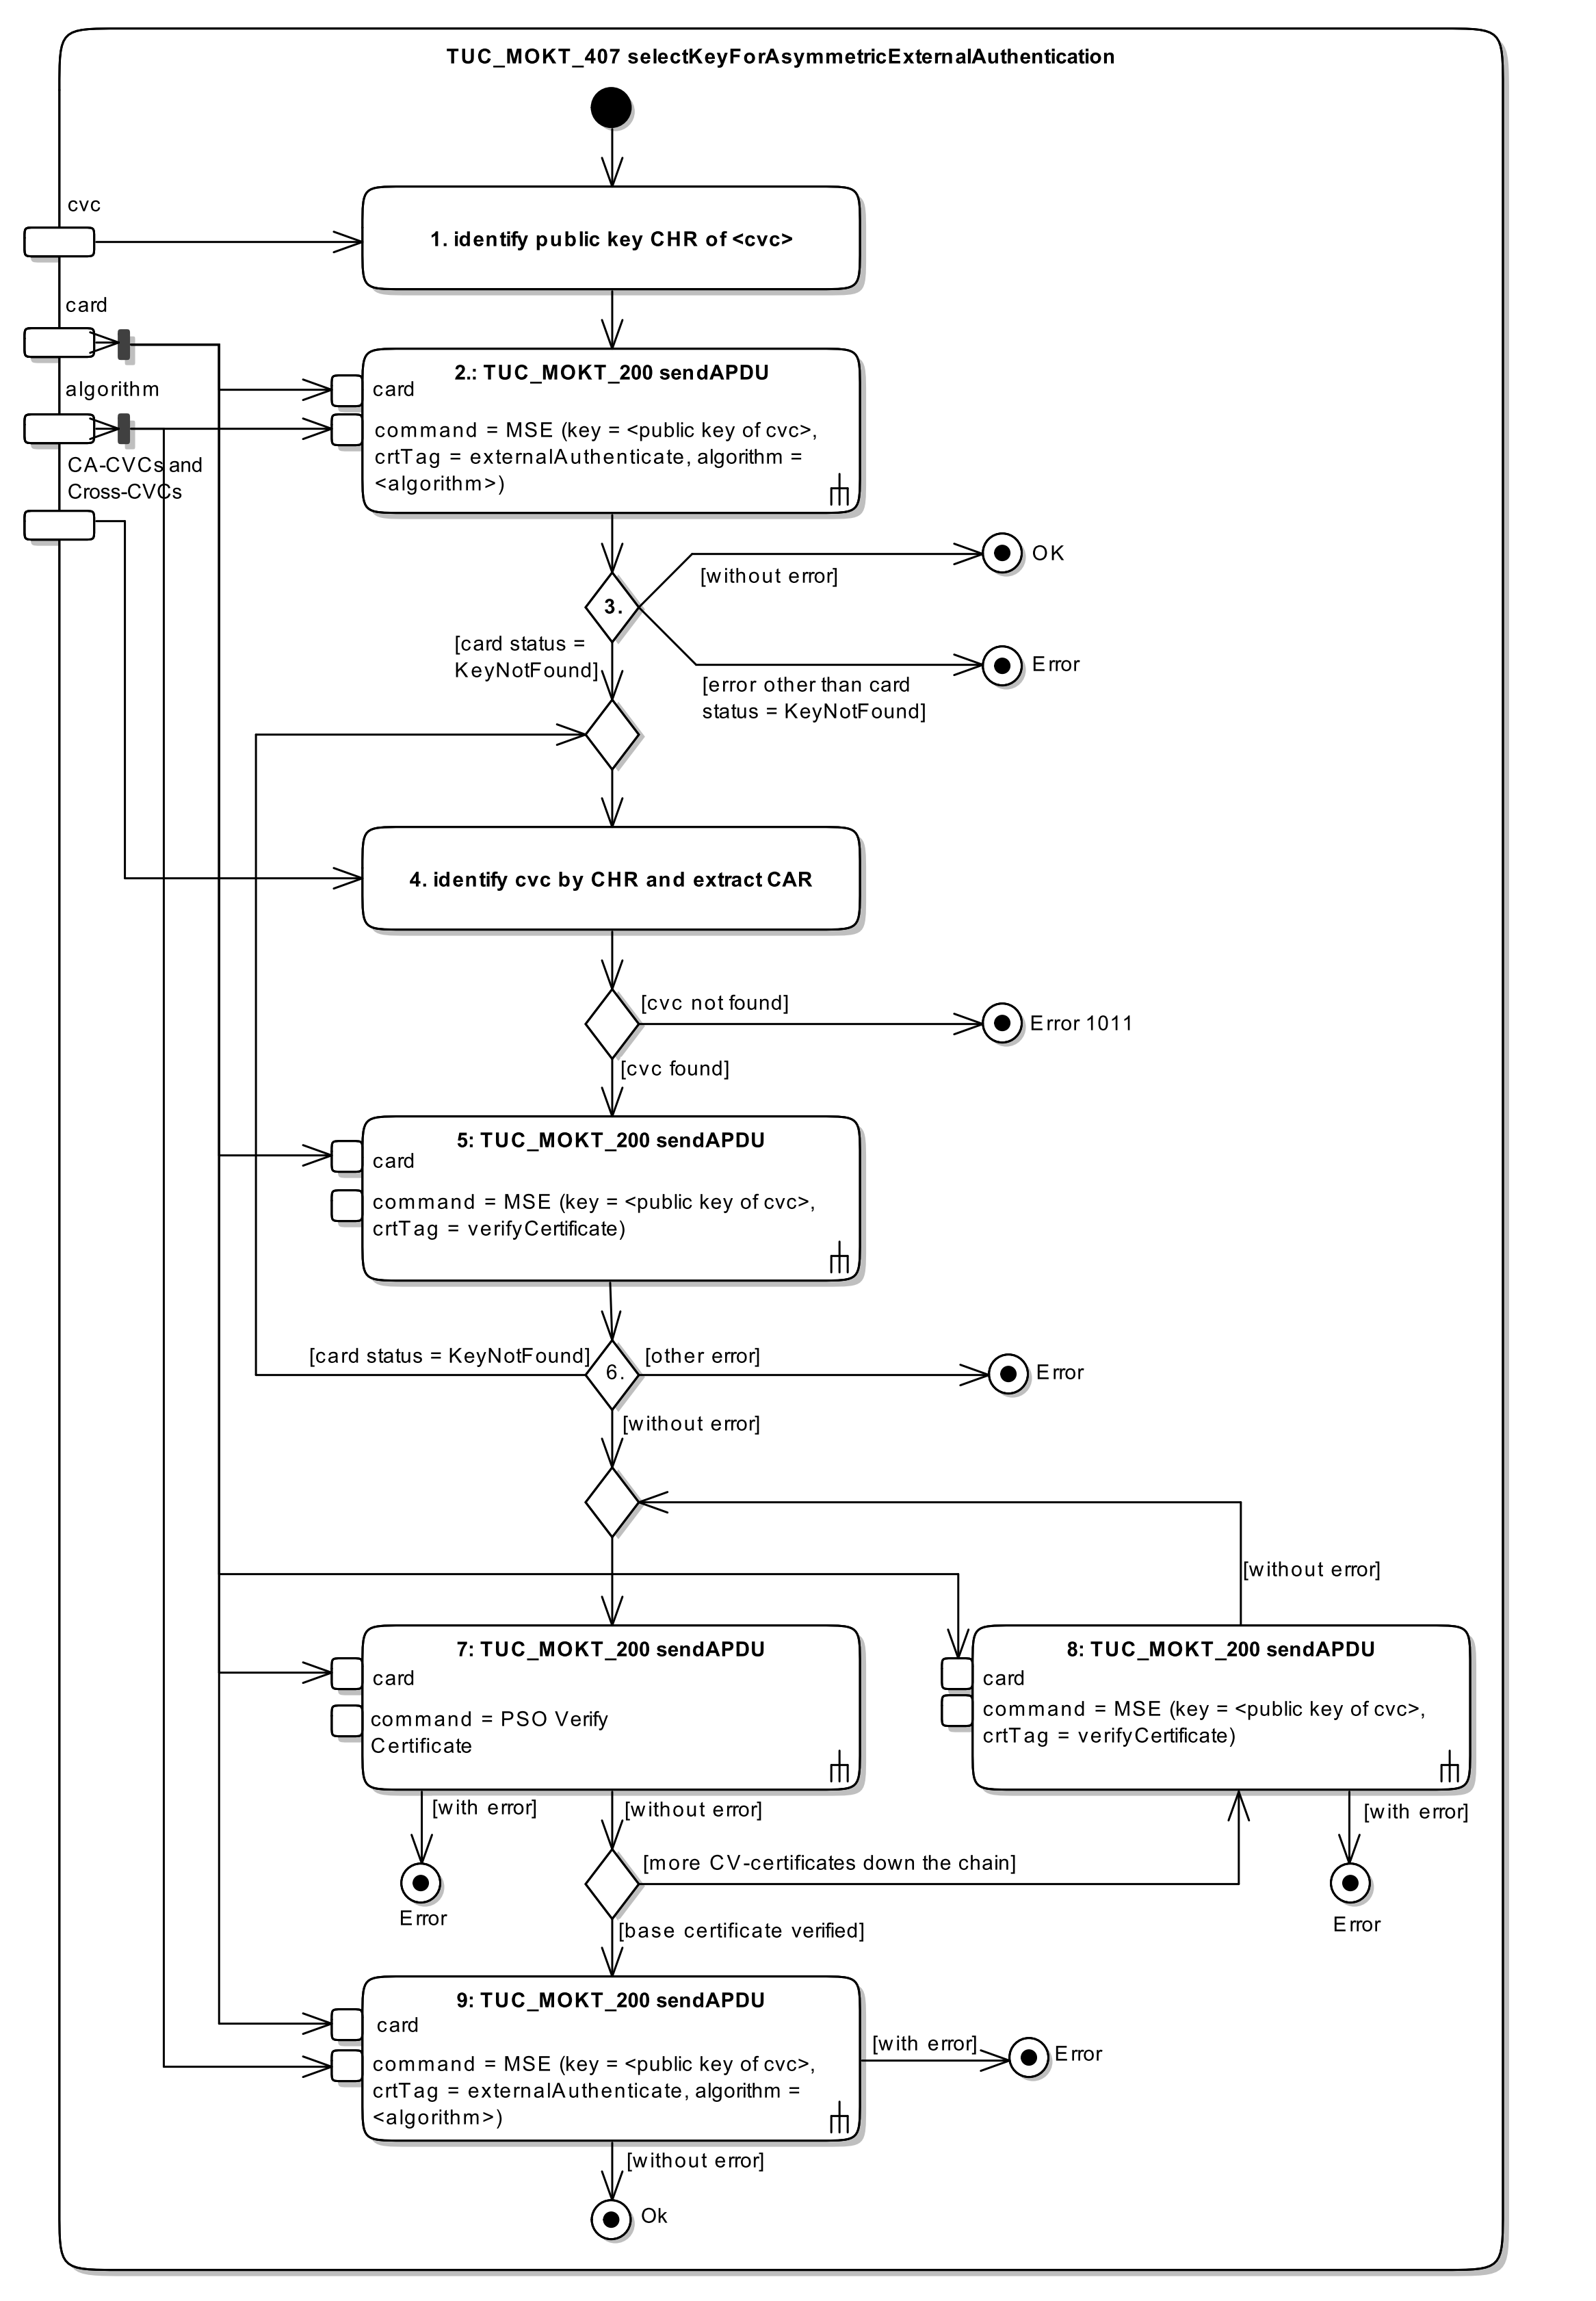 TUC_MOKT_407 selectKeyForAsymmetricExternalAuthentication
cvc
1. identify public key CHR of <cvc>
card
2.: TUC_MOKT_200 sendAPDU
card
algorithm
command = MSE (key = <public key of cvc>,
crtTag = externalAuthenticate, algorithm =
<algorithm>)
CA-CVCs and
Cross-CVCs
OK
[without error]
3.
[card status =
KeyNotFound]
Error
[error other than card
status = KeyNotFound]
4. identify cvc by CHR and extract CAR
[cvc not found]
Error 1011
[cvc found]
5: TUC_MOKT_200 sendAPDU
card
command = MSE (key = <public key of cvc>,
crtTag = verifyCertificate)
[card status = KeyNotFound]
6.
[other error]
Error
[without error]
[without error]
7: TUC_MOKT_200 sendAPDU
card
command = PSO Verify
Certificate
8: TUC_MOKT_200 sendAPDU
card
command = MSE (key = <public key of cvc>,
crtTag = verifyCertificate)
[with error]
[without error]
[with error]
[more CV-certificates down the chain]
Error
Error
[base certificate verified]
9: TUC_MOKT_200 sendAPDU
card
command = MSE (key = <public key of cvc>,
crtTag = externalAuthenticate, algorithm =
<algorithm>)
[with error]
Error
[without error]
Ok